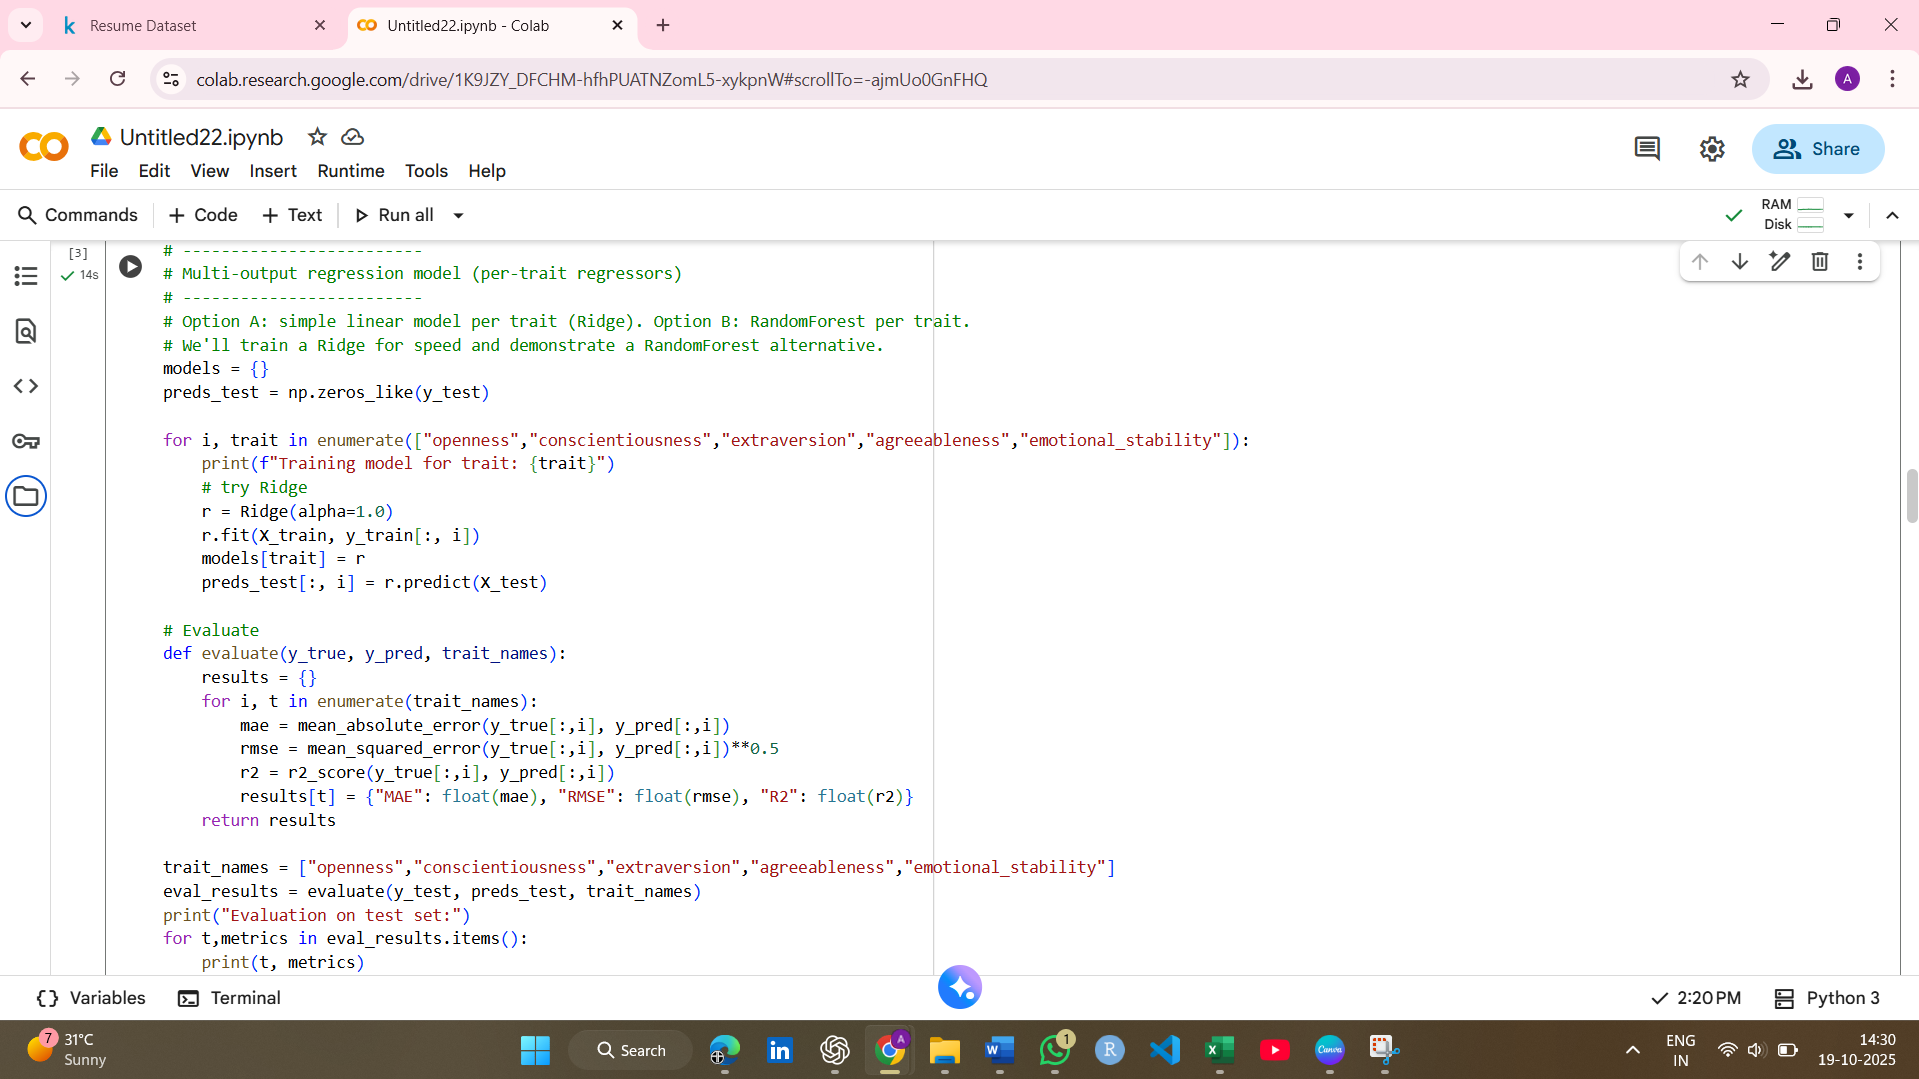 Resume Dataset
Untitled22.ipynb - Colab
colab.research.google.com/drive/1K9JZY_DFCHM-hfhPUATNZomL5-xykpnW#scrollTo=-ajmUo0GnFHQ
A
CO
Untitled22.ipynb
File Edit View Insert Runtime Tools Help
Share
Commands + Code + Text Run all
RAM
Disk
[3]
14s
# -------------------------
# Multi-output regression model (per-trait regressors)
# -------------------------
# Option A: simple linear model per trait (Ridge). Option B: RandomForest per trait.
# We'll train a Ridge for speed and demonstrate a RandomForest alternative.
models = {}
preds_test = np.zeros_like(y_test)
for i, trait in enumerate(["openness","conscientiousness","extraversion","agreeableness","emotional_stability"]):
    print(f"Training model for trait: {trait}")
    # try Ridge
    r = Ridge(alpha=1.0)
    r.fit(X_train, y_train[:, i])
    models[trait] = r
    preds_test[:, i] = r.predict(X_test)
# Evaluate
def evaluate(y_true, y_pred, trait_names):
    results = {}
    for i, t in enumerate(trait_names):
        mae = mean_absolute_error(y_true[:,i], y_pred[:,i])
        rmse = mean_squared_error(y_true[:,i], y_pred[:,i])**0.5
        r2 = r2_score(y_true[:,i], y_pred[:,i])
        results[t] = {"MAE": float(mae), "RMSE": float(rmse), "R2": float(r2)}
    return results
trait_names = ["openness","conscientiousness","extraversion","agreeableness","emotional_stability"]
eval_results = evaluate(y_test, preds_test, trait_names)
print("Evaluation on test set:")
for t,metrics in eval_results.items():
    print(t, metrics)
{} Variables Terminal
2:20 PM Python 3
7
31°C
Sunny
Search
in
A
W
1
R
X
Canva
ENG
IN
14:30
19-10-2025